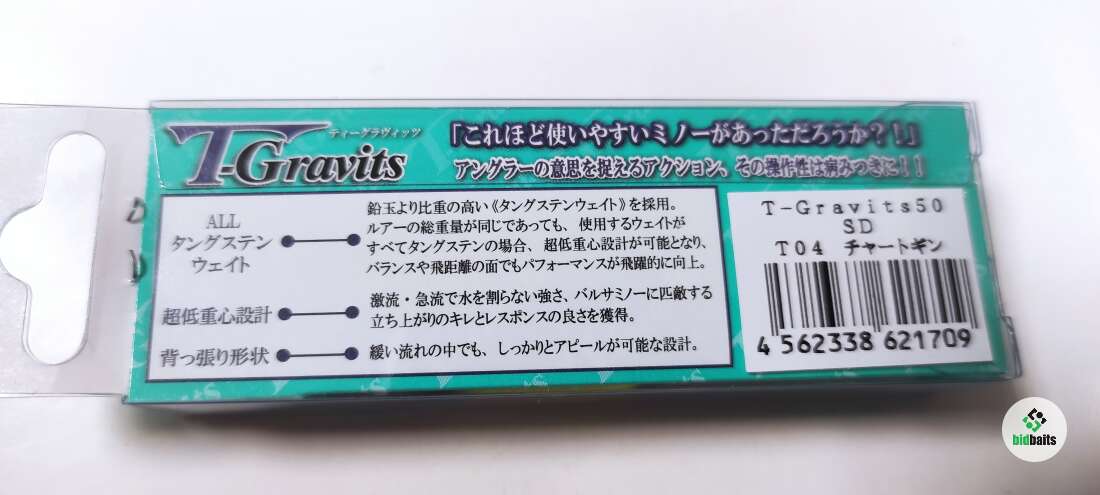 ティーグラヴィッツ
T-Gravits
「これほど使いやすいミノーがあっただろうか?!」
アングラーの意思を捉えるアクション、その操作性は病みつきに!!
ALL
タングステン
ウェイト
鉛玉より比重の高い《タングステンウェイト》を採用。
ルアーの総重量が同じであっても、使用するウェイトが
すべてタングステンの場合、超低重心設計が可能となり、
バランスや飛距離の面でもパフォーマンスが飛躍的に向上。
超低重心設計
激流・急流で水を割らない強さ、バルサミノーに匹敵する
立ち上がりのキレとレスポンスの良さを獲得。
背っ張り形状
緩い流れの中でも、しっかりとアピールが可能な設計。
T-Gravits50
SD
T04 チャートギン
4 562338 621709
bidbaits